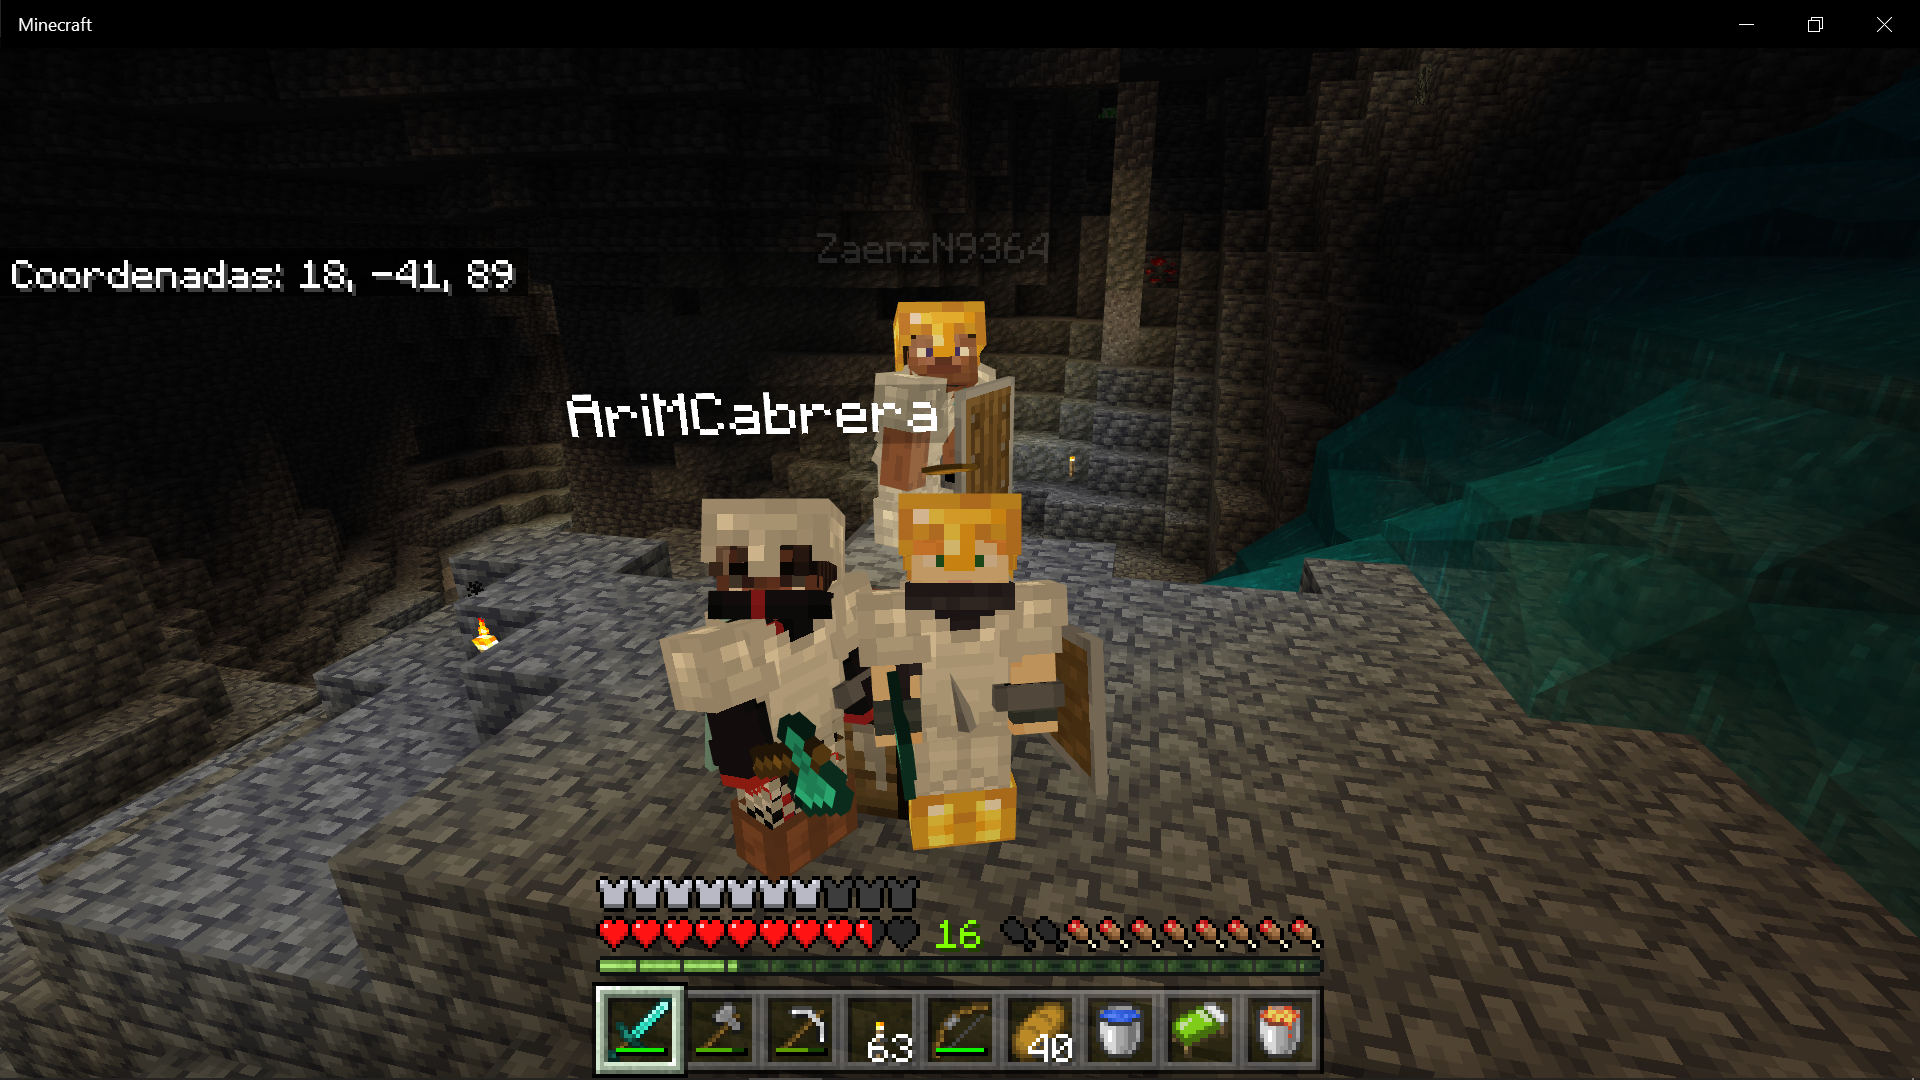 Minecraft
ZaenzN9364
Coordenadas: 18, -41, 89
AriMCabrera
16
63
40